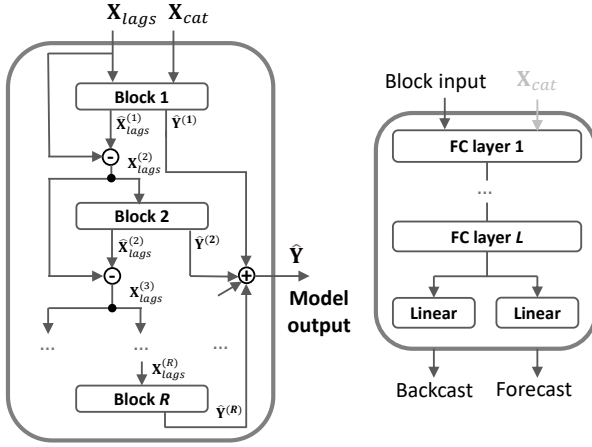 X_lags X_cat
Block 1
X̂_lags^(1) Ŷ^(1)
-
X_lags^(2)
Block 2
X̂_lags^(2) Ŷ^(2)
-
X_lags^(3)
+
Ŷ
Model
output
... ... ...
X_lags^(R)
Block R
Ŷ^(R)
Block input X_cat
FC layer 1
...
FC layer L
Linear Linear
Backcast Forecast